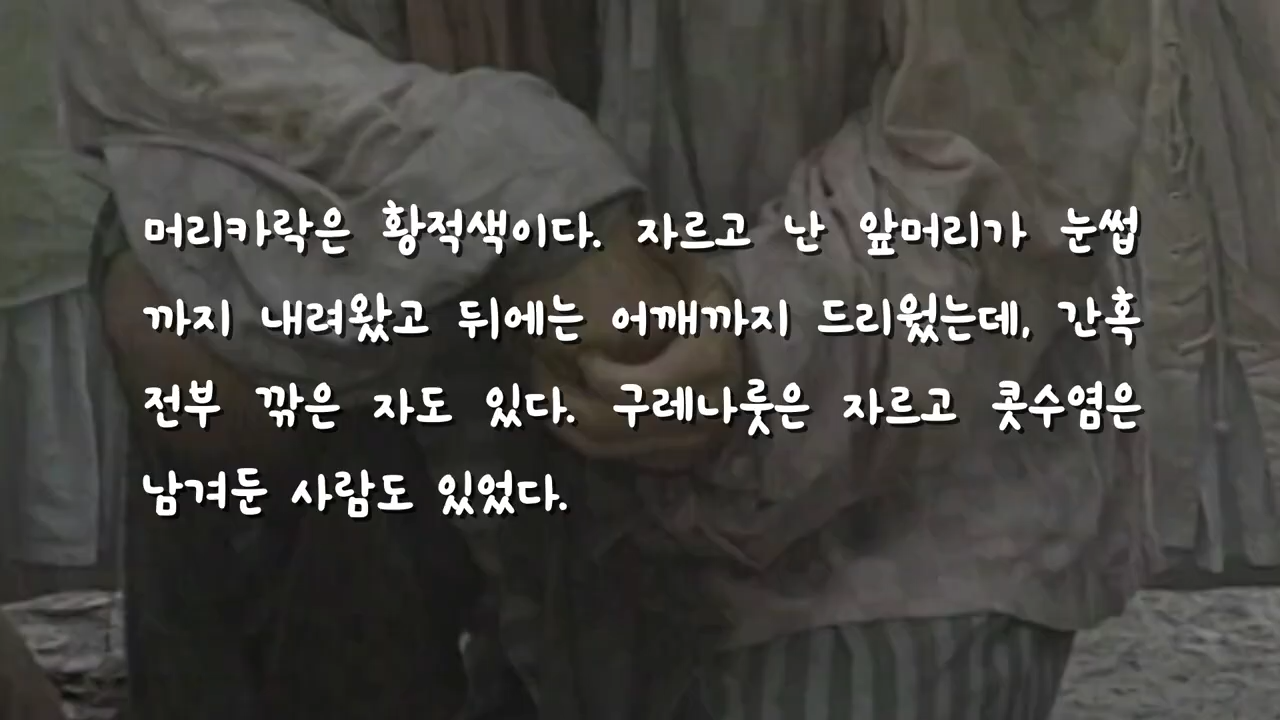 머리카락은 황적색이다. 자르고 난 앞머리가 눈썹
까지 내려왔고 뒤에는 어깨까지 드리웠는데, 간혹
전부 깎은 자도 있다. 구레나룻은 자르고 콧수염은
남겨둔 사람도 있었다.